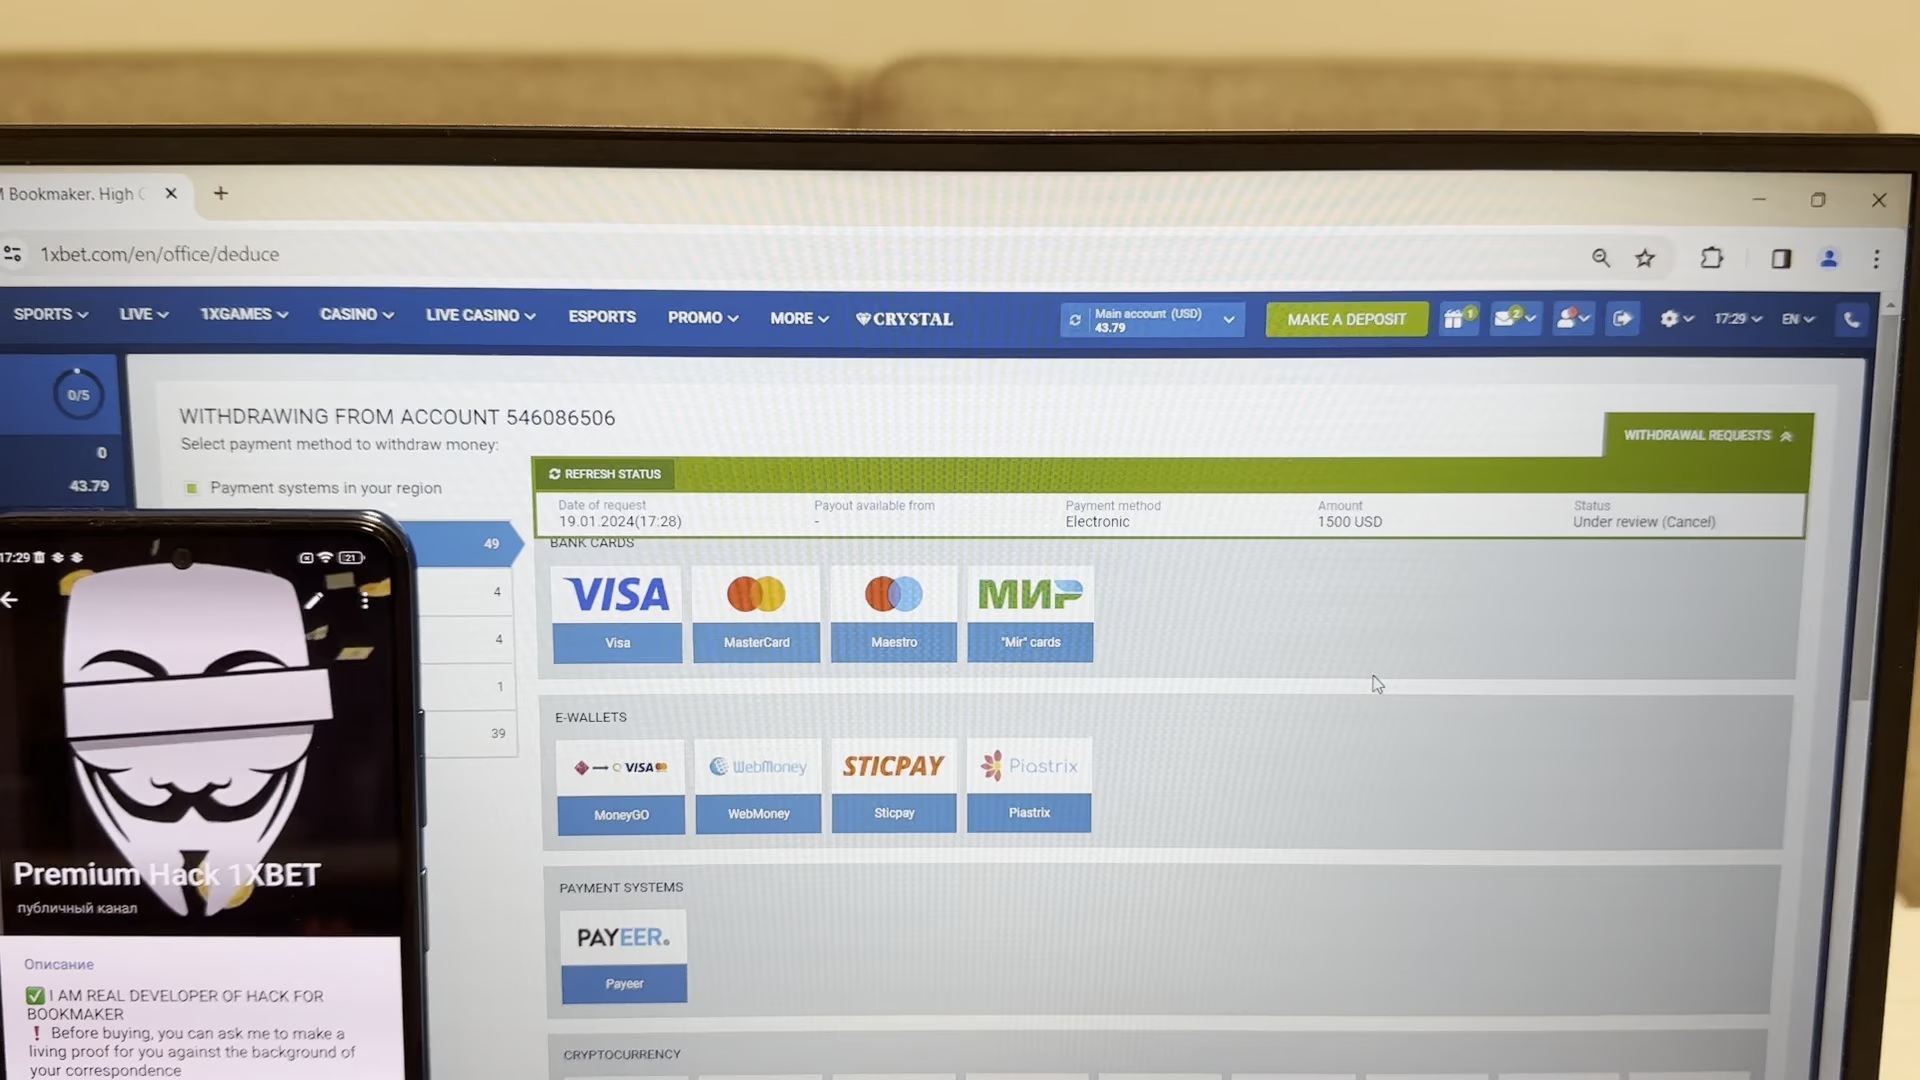 Bookmaker. High
1xbet.com/en/office/deduce
SPORTS LIVE 1XGAMES CASINO LIVE CASINO ESPORTS PROMO MORE CRYSTAL
Main account (USD)
43.79
MAKE A DEPOSIT
1
2
17:29
EN
0/5
0
43.79
WITHDRAWING FROM ACCOUNT 546086506
Select payment method to withdraw money:
Payment systems in your region
WITHDRAWAL REQUESTS
REFRESH STATUS
Date of request Payout available from Payment method Amount Status
19.01.2024(17:28) - Electronic 1500 USD Under review (Cancel)
49
4
4
1
39
BANK CARDS
VISA
МИР
Visa MasterCard Maestro "Mir" cards
E-WALLETS
VISA WebMoney STICPAY Piastrix
MoneyGO WebMoney Sticpay Piastrix
PAYMENT SYSTEMS
PAYEER
Payeer
CRYPTOCURRENCY
17:29
21
Premium Hack 1XBET
публичный канал
Описание
✅ I AM REAL DEVELOPER OF HACK FOR
BOOKMAKER
❗ Before buying, you can ask me to make a
living proof for you against the background of
your correspondence